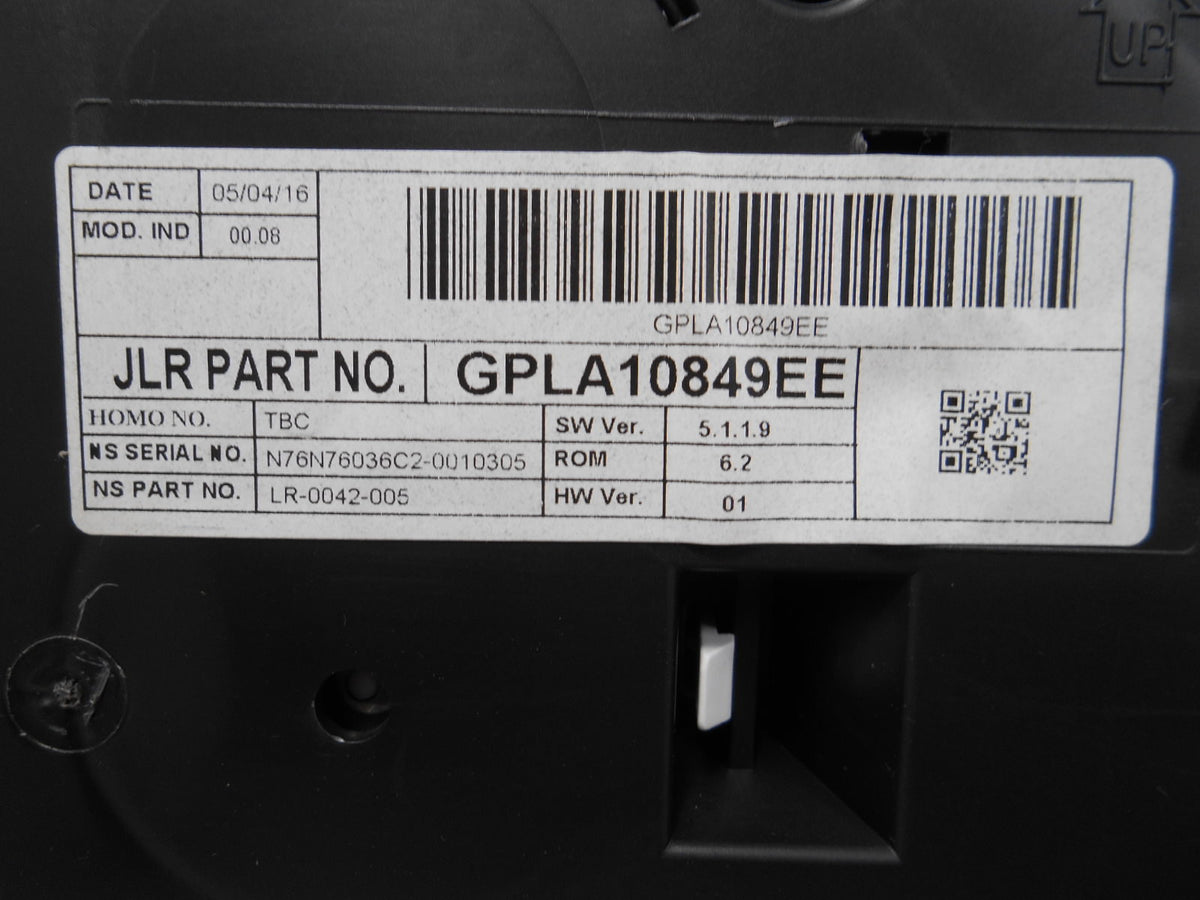 UP
DATE 05/04/16
MOD. IND 00.08
GPLA10849EE
JLR PART NO. GPLA10849EE
HOMO NO. TBC SW Ver. 5.1.1.9
NS SERIAL NO. N76N76036C2-0010305 ROM 6.2
NS PART NO. LR-0042-005 HW Ver. 01